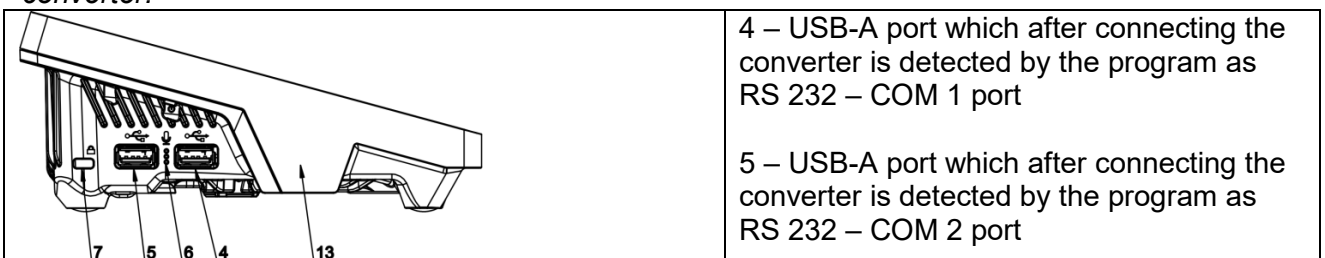 converter.
4 – USB-A port which after connecting the
converter is detected by the program as
RS 232 – COM 1 port
5 – USB-A port which after connecting the
converter is detected by the program as
RS 232 – COM 2 port
7 5 6 4 13